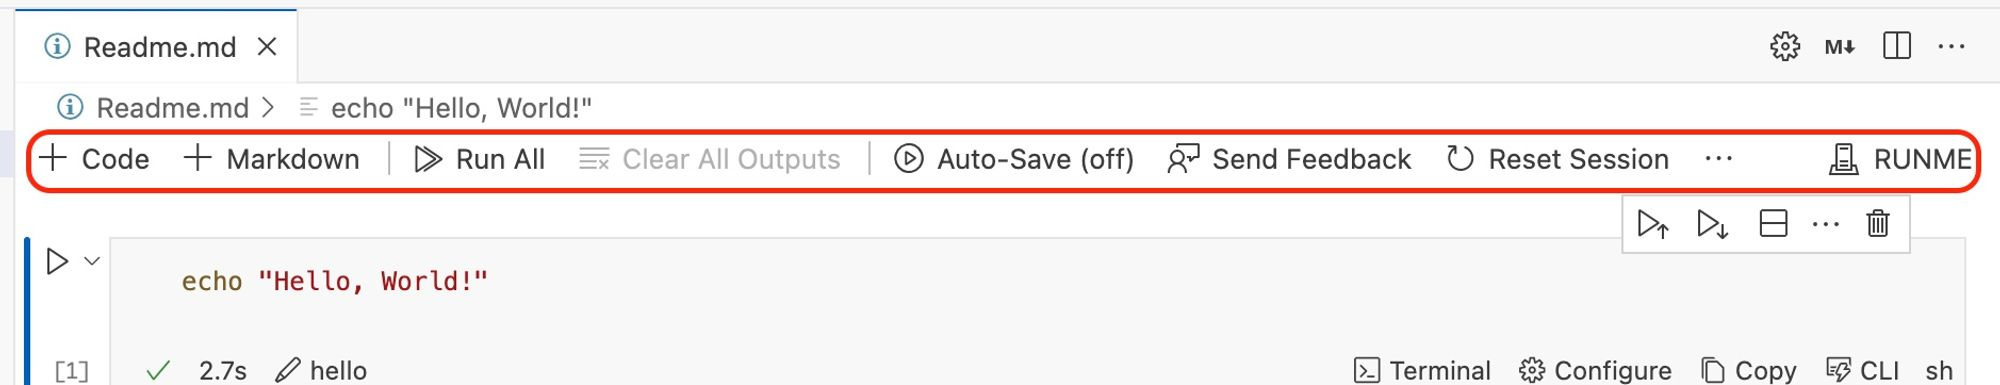 Readme.md
Readme.md > echo "Hello, World!"
Code Markdown Run All Clear All Outputs Auto-Save (off) Send Feedback Reset Session ... RUNME
echo "Hello, World!"
[1] 2.7s hello Terminal Configure Copy CLI sh